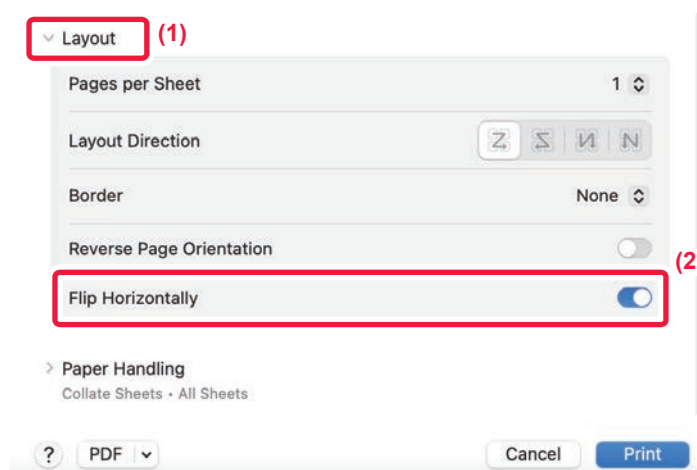 Layout (1)
Pages per Sheet 1
Layout Direction
Border None
Reverse Page Orientation
(2
Flip Horizontally
Paper Handling
Collate Sheets • All Sheets
? PDF Cancel Print